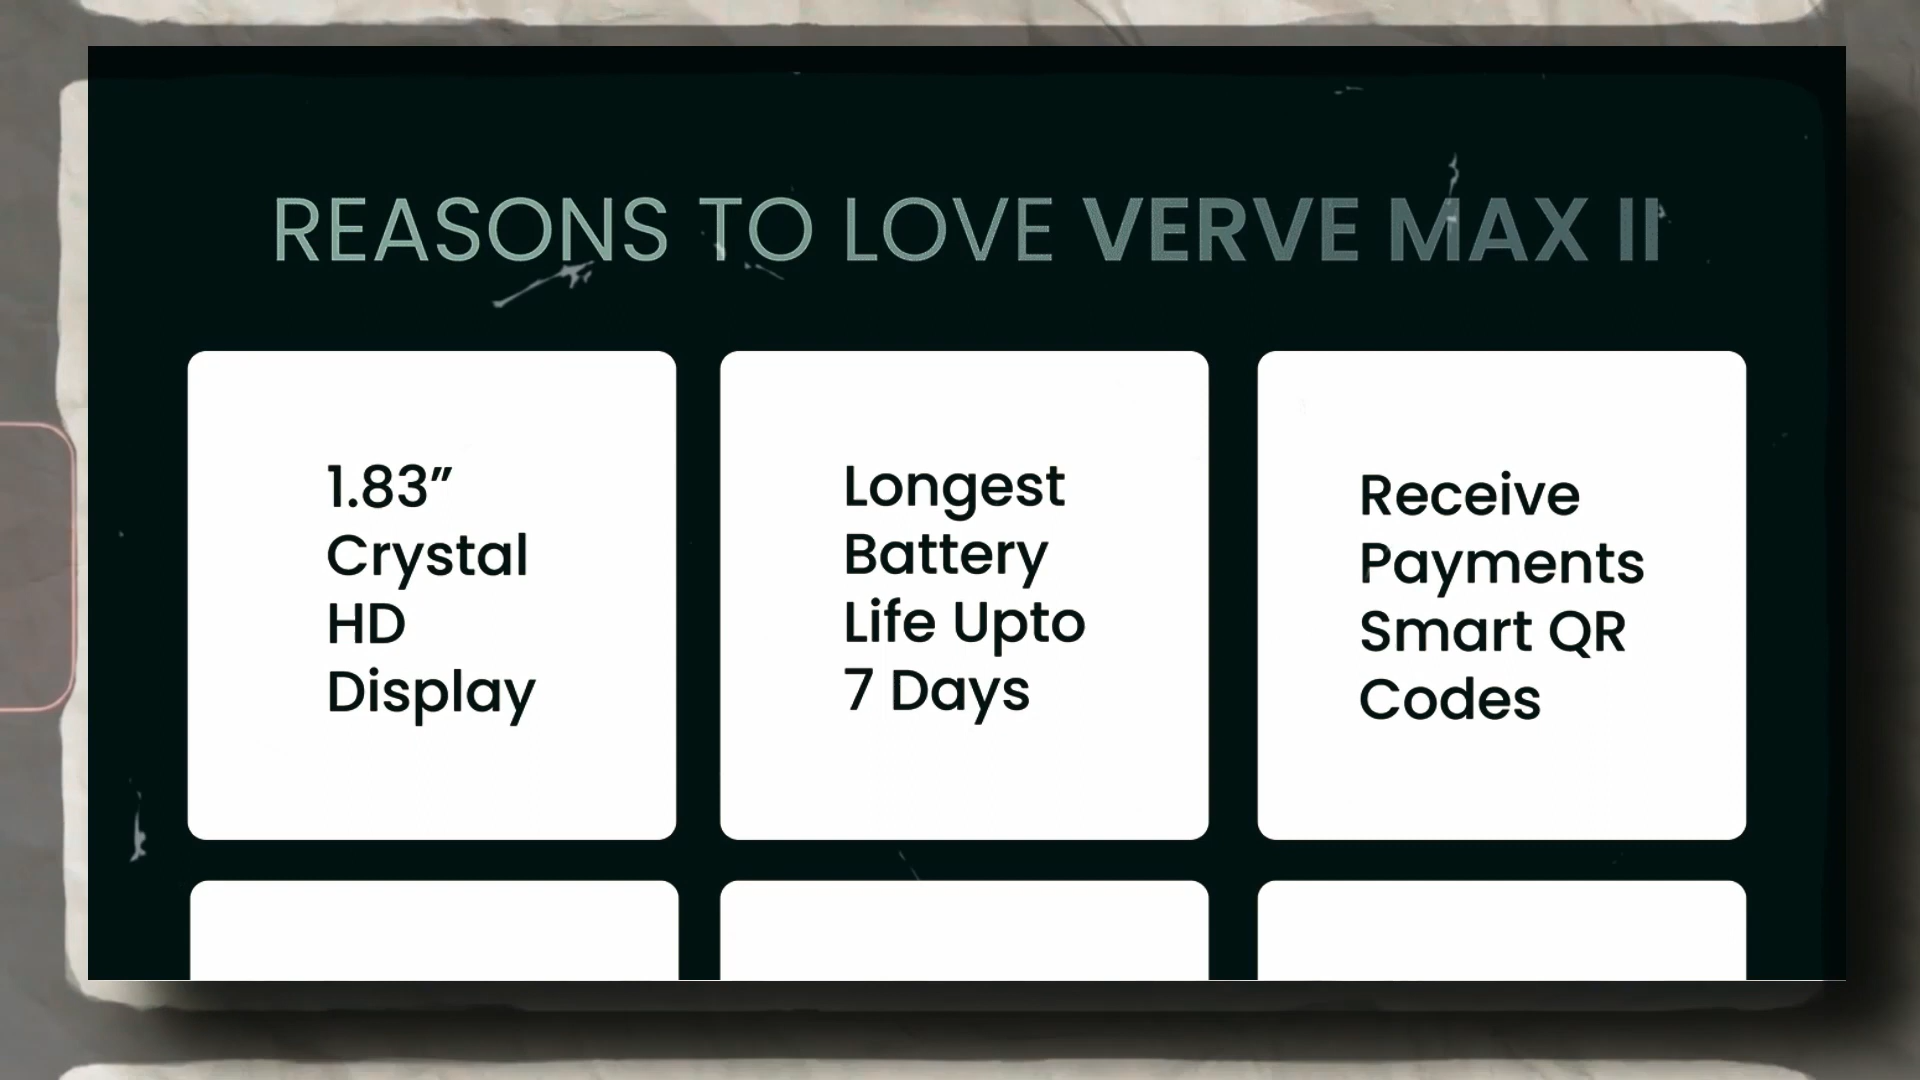 REASONS TO LOVE VERVE MAX II
1.83”
Crystal
HD
Display
Longest
Battery
Life Upto
7 Days
Receive
Payments
Smart QR
Codes